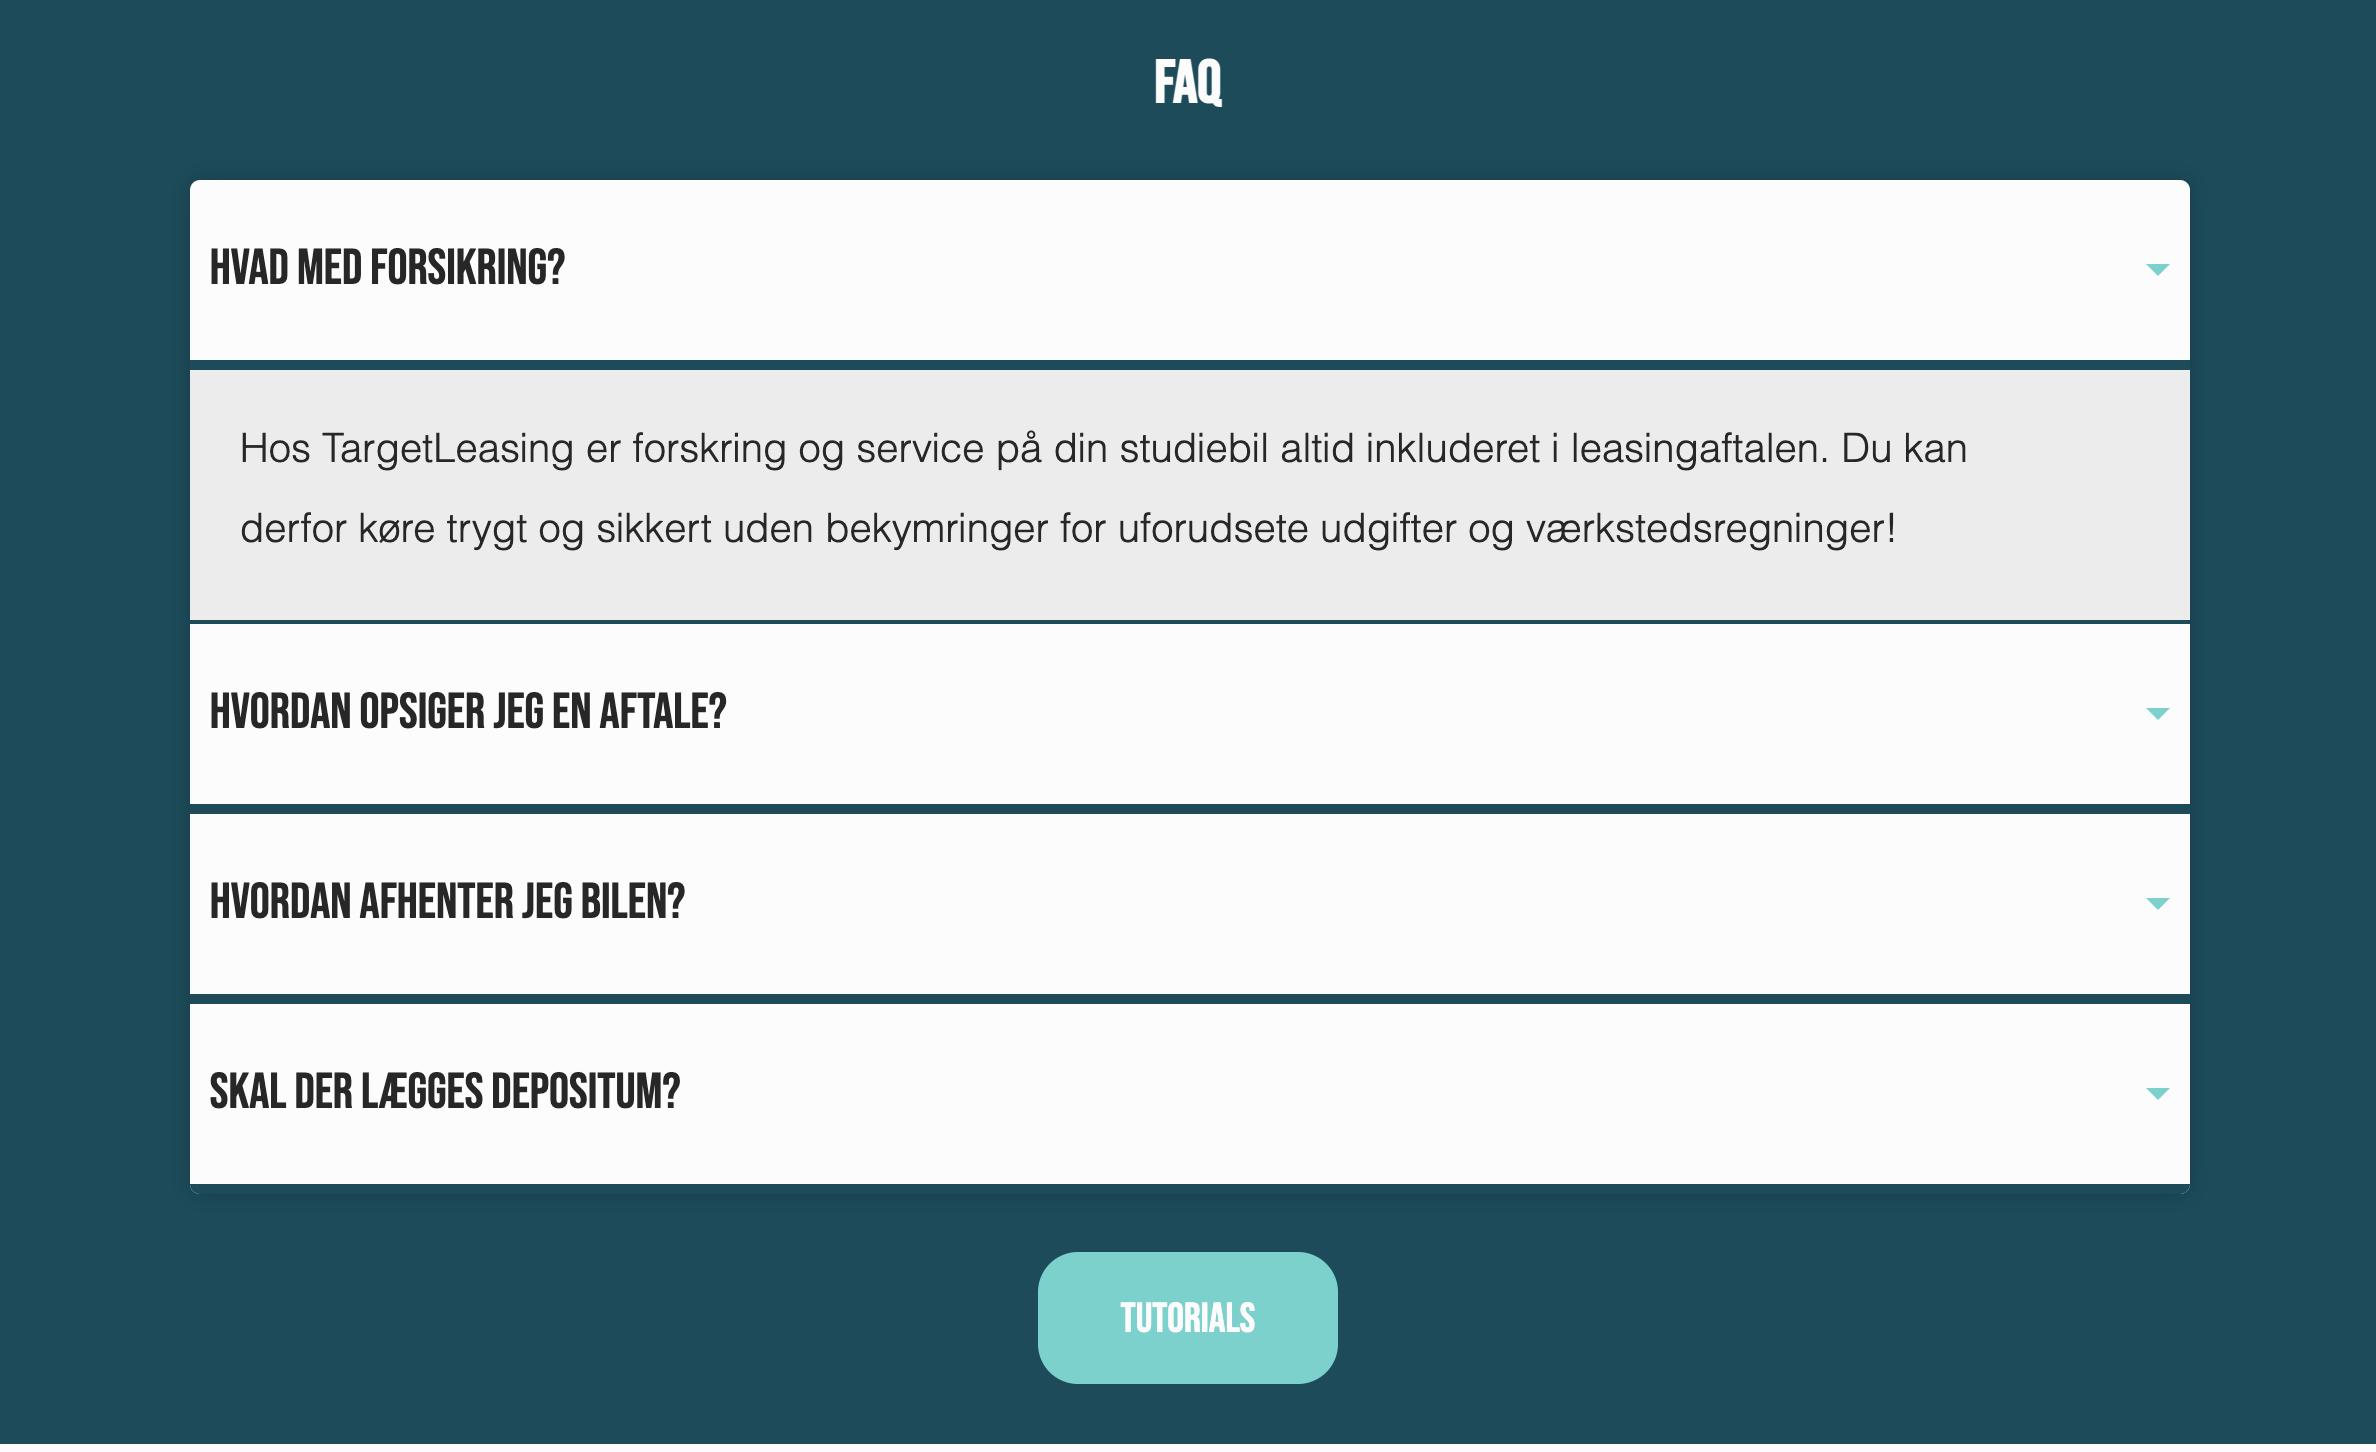 FAQ
HVAD MED FORSIKRING?
Hos TargetLeasing er forskring og service på din studiebil altid inkluderet i leasingaftalen. Du kan
derfor køre trygt og sikkert uden bekymringer for uforudsete udgifter og værkstedsregninger!
HVORDAN OPSIGER JEG EN AFTALE?
HVORDAN AFHENTER JEG BILEN?
SKAL DER LÆGGES DEPOSITUM?
TUTORIALS